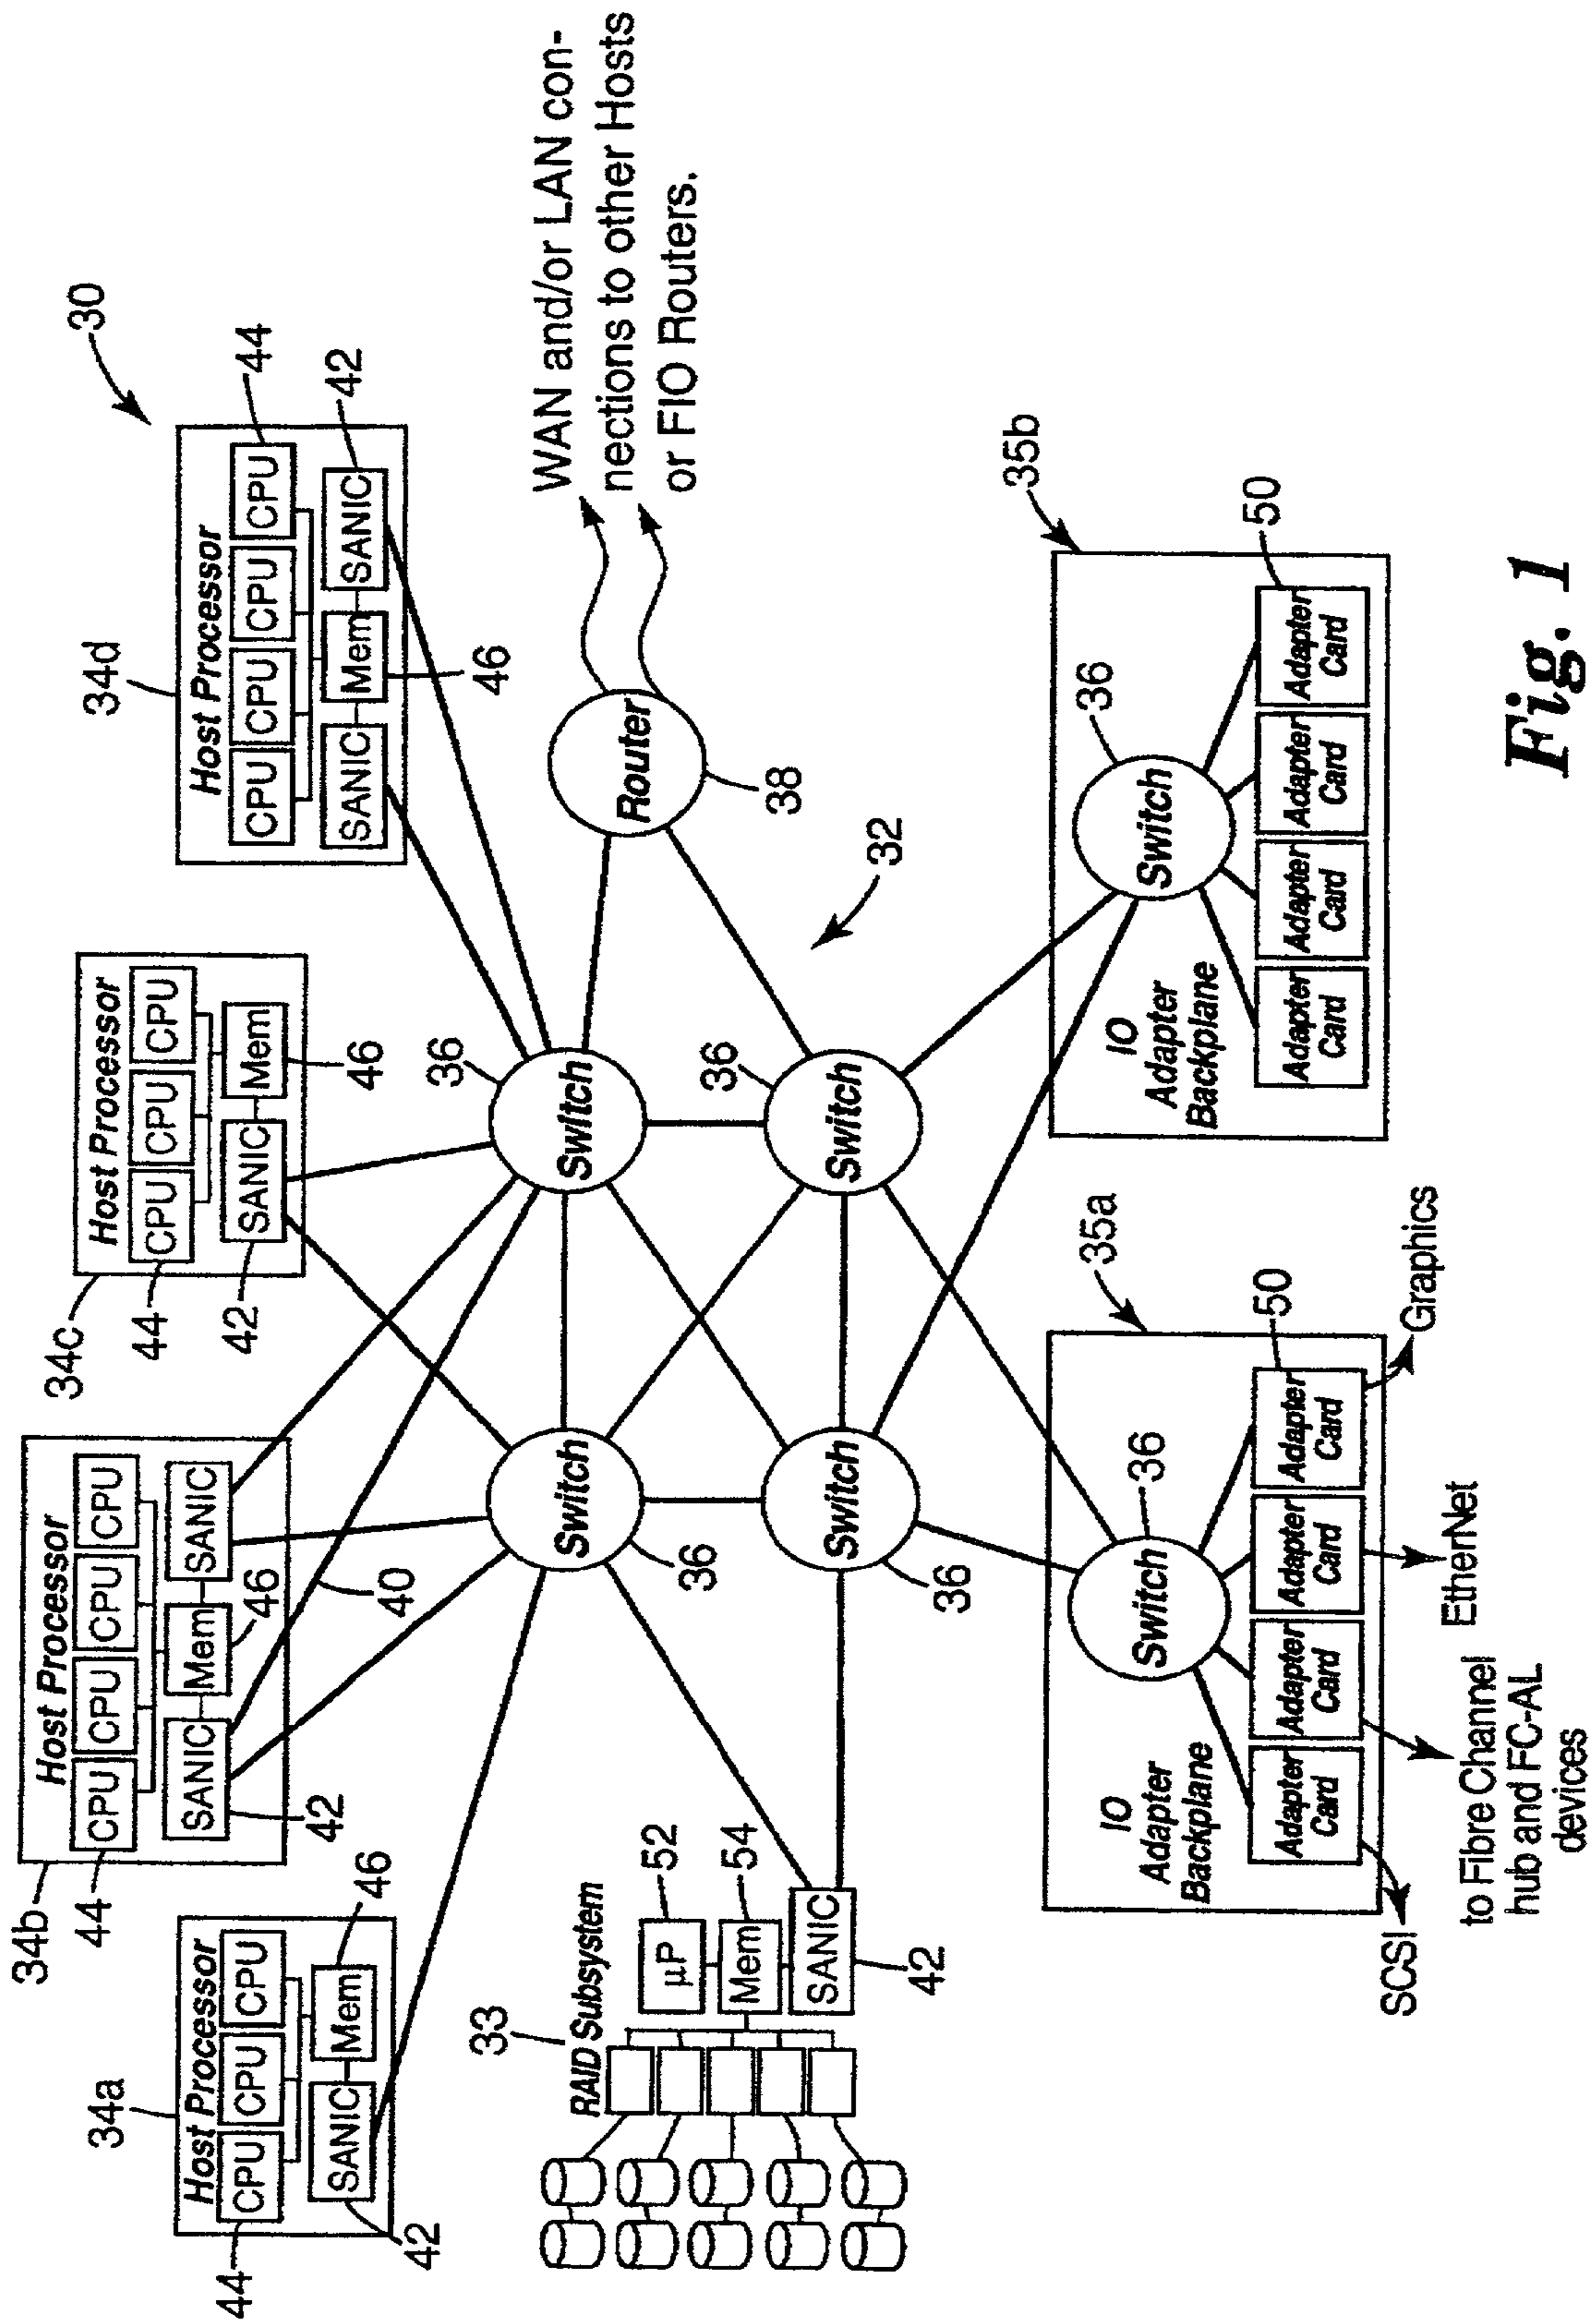 30
34a
Host Processor
CPU
CPU
CPU
44
SANIC
Mem
42
46
34b
Host Processor
CPU
CPU
CPU
CPU
44
SANIC
Mem
SANIC
42
46
40
34c
Host Processor
CPU
CPU
CPU
44
SANIC
Mem
42
46
34d
Host Processor
CPU
CPU
CPU
CPU
44
SANIC
Mem
SANIC
42
46
Switch
36
Switch
36
Router
38
WAN and/or LAN con-
nections to other Hosts
or FIO Routers.
33
RAID Subsystem
µP
52
Mem
54
SANIC
42
Switch
36
Switch
36
32
35a
IO
Adapter
Backplane
Switch
36
Adapter
Card
Adapter
Card
Adapter
Card
Adapter
Card
50
SCSI
to Fibre Channel
hub and FC-AL
devices
EtherNet
Graphics
35b
IO
Adapter
Backplane
Switch
36
Adapter
Card
Adapter
Card
Adapter
Card
Adapter
Card
50
Fig. 1